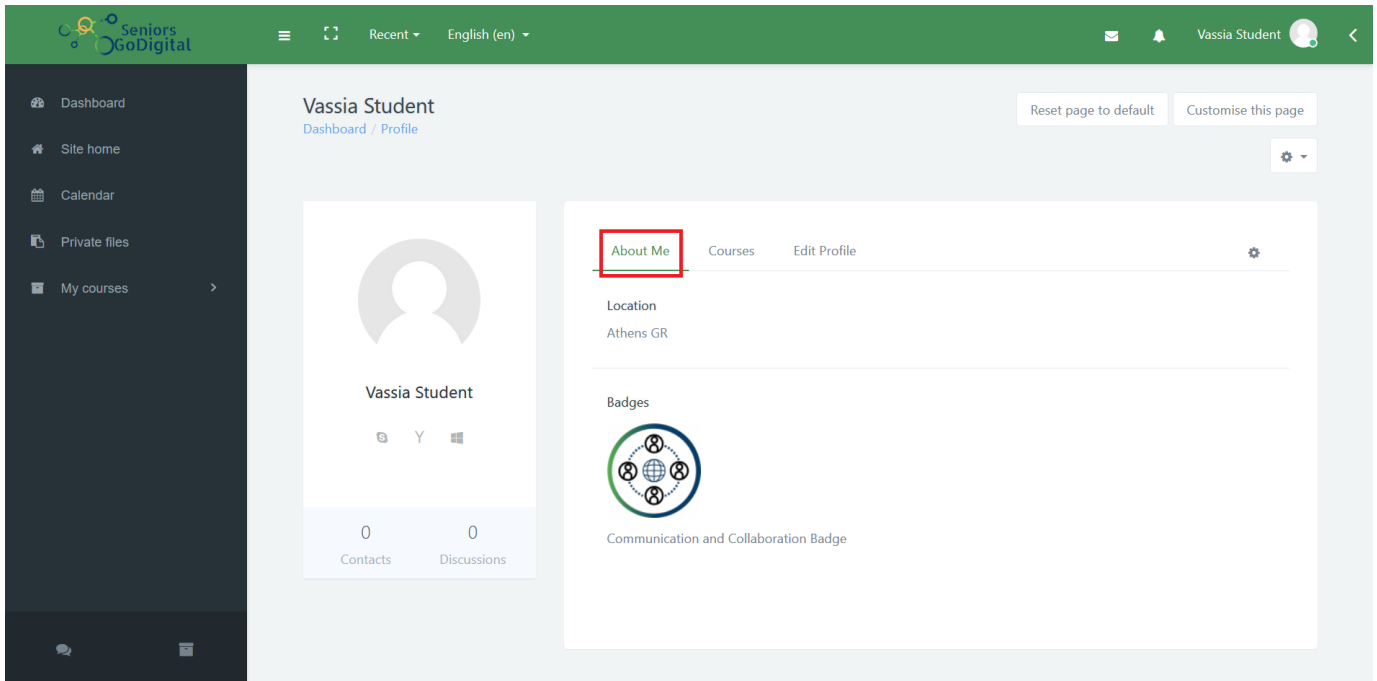 Seniors
GoDigital
Recent
English (en)
Vassia Student
Dashboard
Site home
Calendar
Private files
My courses
Vassia Student
Dashboard / Profile
Reset page to default
Customise this page
Vassia Student
0
Contacts
0
Discussions
About Me
Courses
Edit Profile
Location
Athens GR
Badges
Communication and Collaboration Badge